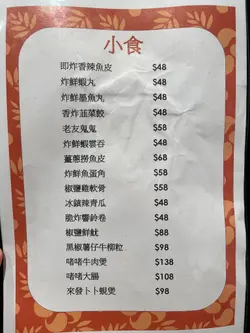 小食
即炸香辣魚皮 $48
炸鮮蝦丸 $48
炸鮮墨魚丸 $48
香炸韮菜餃 $48
老友鬼鬼 $58
炸鮮蝦雲吞 $48
薑蔥撈魚皮 $68
炸鮮魚蛋角 $58
椒鹽雞軟骨 $58
冰鎮辣青瓜 $48
脆炸響鈴卷 $48
椒鹽鮮魷 $88
黑椒薯仔牛柳粒 $98
啫啫牛肉煲 $138
啫啫大腸 $108
來發卜卜蜆煲 $98